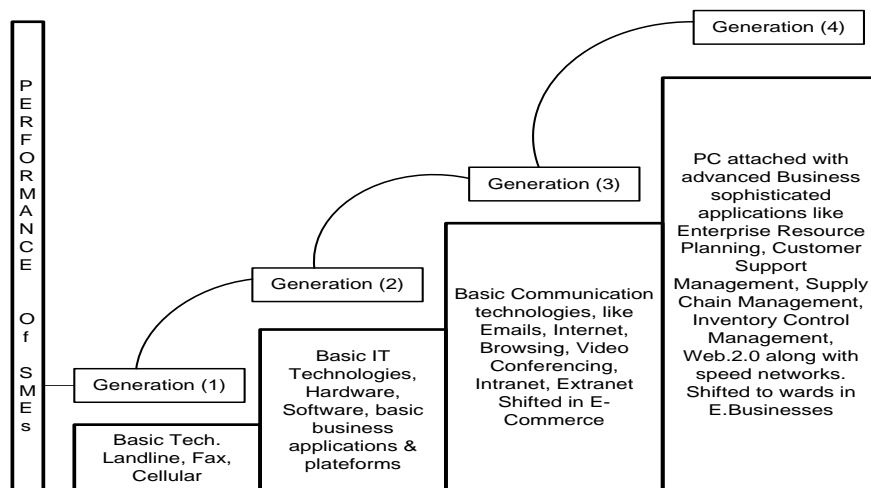 PERFORMANCE Of SMEs
Generation (1)
Basic Tech.
Landline, Fax,
Cellular
Generation (2)
Basic IT
Technologies,
Hardware,
Software, basic
business
applications &
plateforms
Generation (3)
Basic Communication
technologies, like
Emails, Internet,
Browsing, Video
Conferencing,
Intranet, Extranet
Shifted in E-
Commerce
Generation (4)
PC attached with
advanced Business
sophisticated
applications like
Enterprise Resource
Planning, Customer
Support
Management, Supply
Chain Management,
Inventory Control
Management,
Web.2.0 along with
speed networks.
Shifted to wards in
E.Businesses